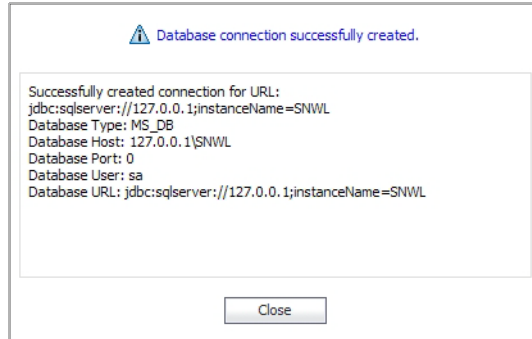 Database connection successfully created.
Successfully created connection for URL:
jdbc:sqlserver://127.0.0.1;instanceName=SNWL
Database Type: MS_DB
Database Host: 127.0.0.1\SNWL
Database Port: 0
Database User: sa
Database URL: jdbc:sqlserver://127.0.0.1;instanceName=SNWL
Close